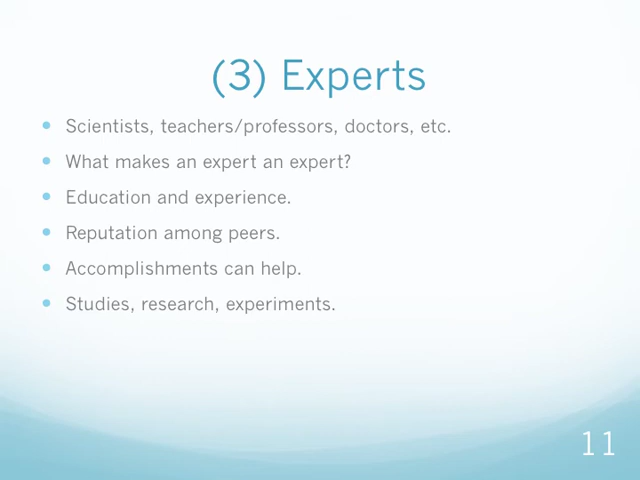 (3) Experts
• Scientists, teachers/professors, doctors, etc.
• What makes an expert an expert?
• Education and experience.
• Reputation among peers.
• Accomplishments can help.
• Studies, research, experiments.
11